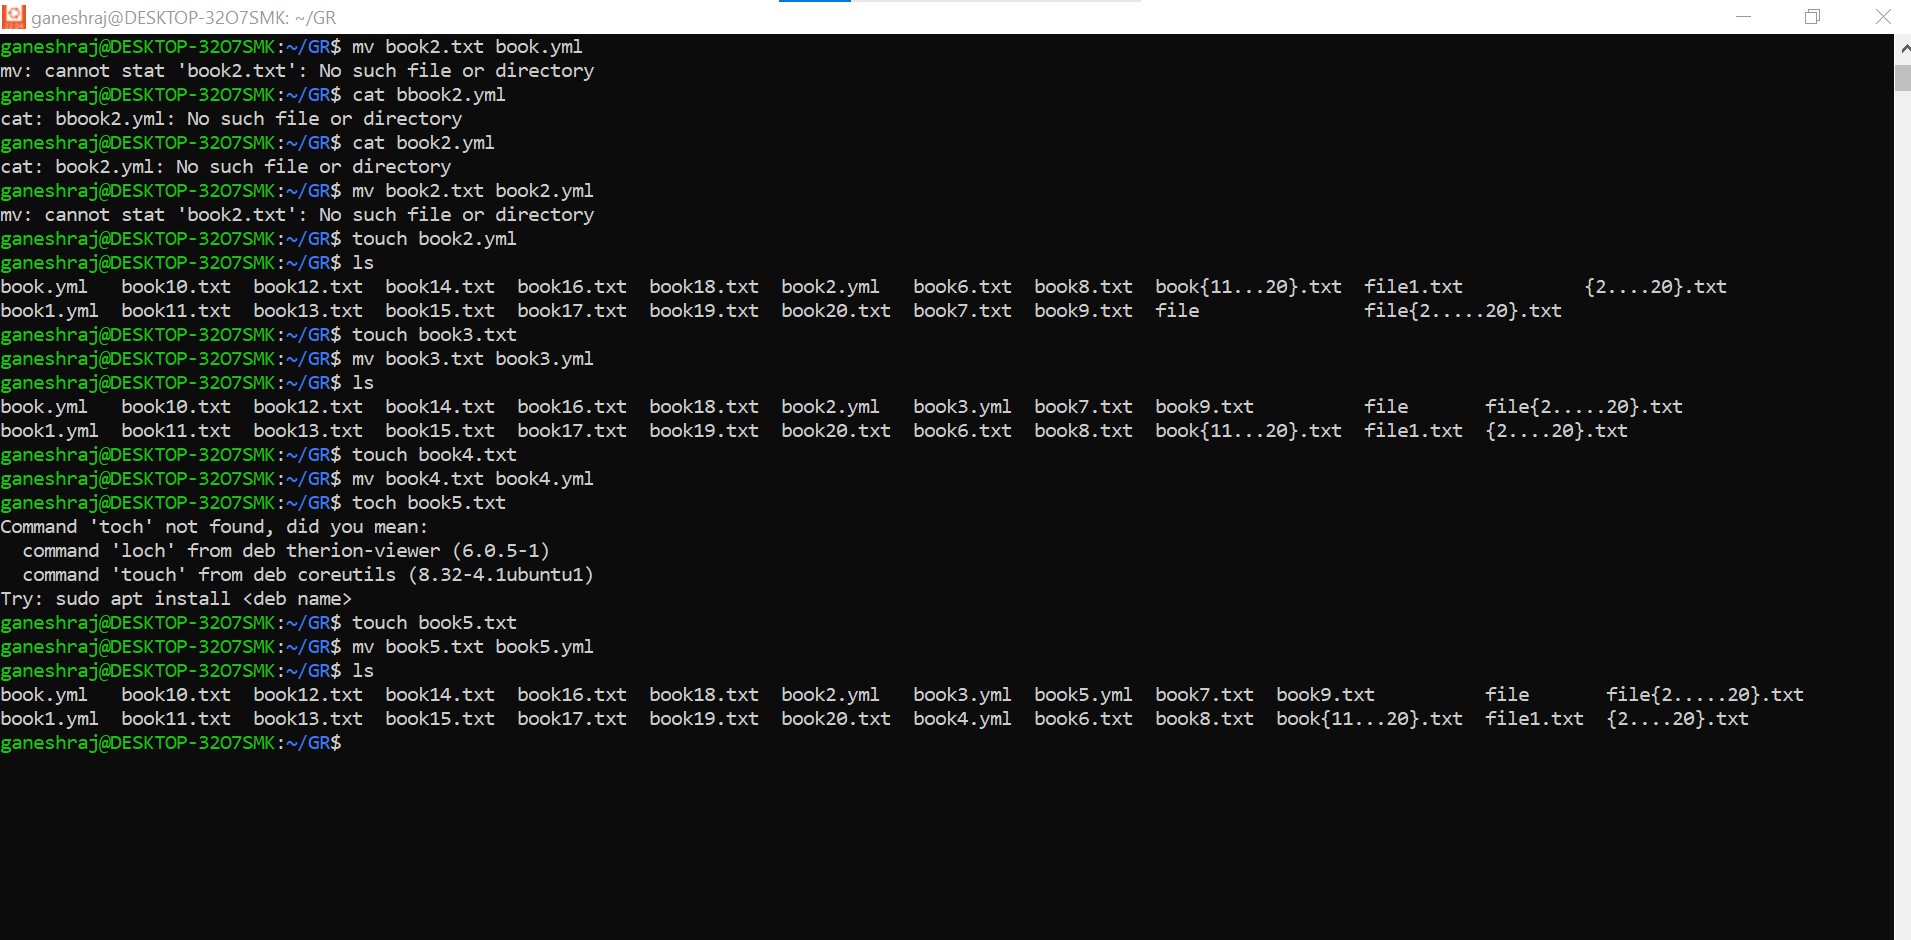 ganeshraj@DESKTOP-32O7SMK: ~/GR
ganeshraj@DESKTOP-32O7SMK:~/GR$ mv book2.txt book.yml
mv: cannot stat 'book2.txt': No such file or directory
ganeshraj@DESKTOP-32O7SMK:~/GR$ cat bbook2.yml
cat: bbook2.yml: No such file or directory
ganeshraj@DESKTOP-32O7SMK:~/GR$ cat book2.yml
cat: book2.yml: No such file or directory
ganeshraj@DESKTOP-32O7SMK:~/GR$ mv book2.txt book2.yml
mv: cannot stat 'book2.txt': No such file or directory
ganeshraj@DESKTOP-32O7SMK:~/GR$ touch book2.yml
ganeshraj@DESKTOP-32O7SMK:~/GR$ ls
book.yml   book10.txt  book12.txt  book14.txt  book16.txt  book18.txt  book2.yml   book6.txt  book8.txt  book{11...20}.txt  file1.txt           {2....20}.txt
book1.yml  book11.txt  book13.txt  book15.txt  book17.txt  book19.txt  book20.txt  book7.txt  book9.txt  file               file{2.....20}.txt
ganeshraj@DESKTOP-32O7SMK:~/GR$ touch book3.txt
ganeshraj@DESKTOP-32O7SMK:~/GR$ mv book3.txt book3.yml
ganeshraj@DESKTOP-32O7SMK:~/GR$ ls
book.yml   book10.txt  book12.txt  book14.txt  book16.txt  book18.txt  book2.yml   book3.yml  book7.txt  book9.txt          file       file{2.....20}.txt
book1.yml  book11.txt  book13.txt  book15.txt  book17.txt  book19.txt  book20.txt  book6.txt  book8.txt  book{11...20}.txt  file1.txt  {2....20}.txt
ganeshraj@DESKTOP-32O7SMK:~/GR$ touch book4.txt
ganeshraj@DESKTOP-32O7SMK:~/GR$ mv book4.txt book4.yml
ganeshraj@DESKTOP-32O7SMK:~/GR$ toch book5.txt
Command 'toch' not found, did you mean:
  command 'loch' from deb therion-viewer (6.0.5-1)
  command 'touch' from deb coreutils (8.32-4.1ubuntu1)
Try: sudo apt install <deb name>
ganeshraj@DESKTOP-32O7SMK:~/GR$ touch book5.txt
ganeshraj@DESKTOP-32O7SMK:~/GR$ mv book5.txt book5.yml
ganeshraj@DESKTOP-32O7SMK:~/GR$ ls
book.yml   book10.txt  book12.txt  book14.txt  book16.txt  book18.txt  book2.yml   book3.yml  book5.yml  book7.txt  book9.txt          file       file{2.....20}.txt
book1.yml  book11.txt  book13.txt  book15.txt  book17.txt  book19.txt  book20.txt  book4.yml  book6.txt  book8.txt  book{11...20}.txt  file1.txt  {2....20}.txt
ganeshraj@DESKTOP-32O7SMK:~/GR$